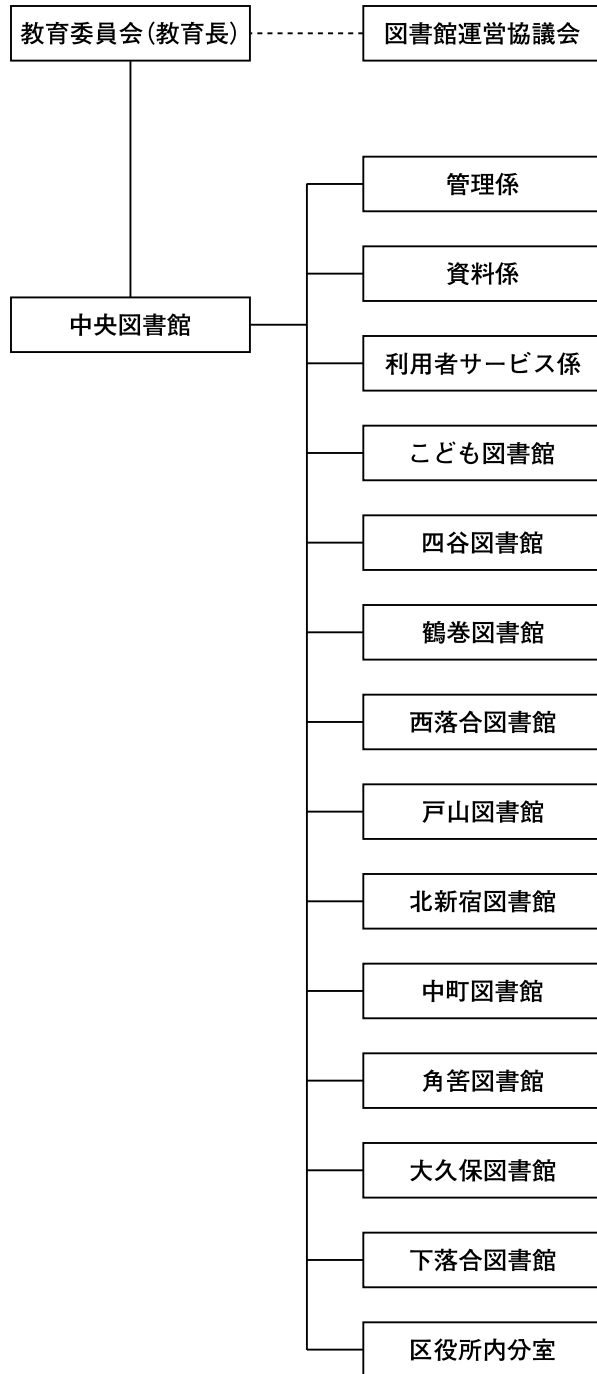 教育委員会（教育長）
図書館運営協議会
中央図書館
管理係
資料係
利用者サービス係
こども図書館
四谷図書館
鶴巻図書館
西落合図書館
戸山図書館
北新宿図書館
中町図書館
角筈図書館
大久保図書館
下落合図書館
区役所内分室